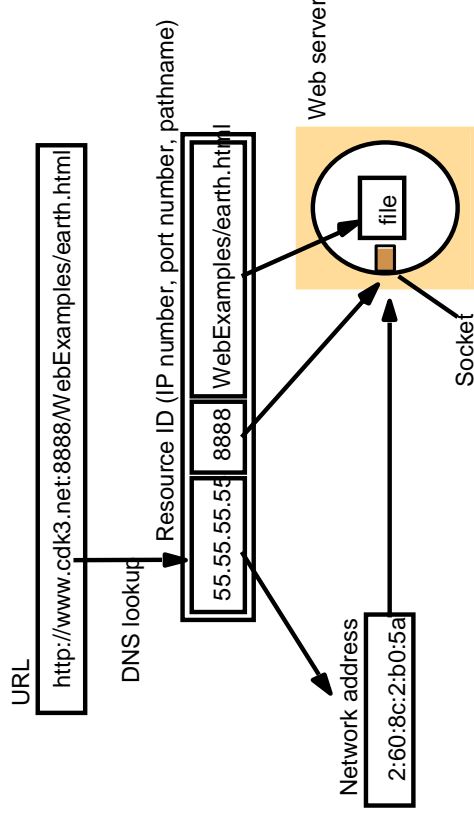 URL
http://www.cdk3.net:8888/WebExamples/earth.html
DNS lookup
Resource ID (IP number, port number, pathname)
55.55.55.55
8888
WebExamples/earth.html
Network address
2:60:8c:2:b0:5a
file
Web server
Socket